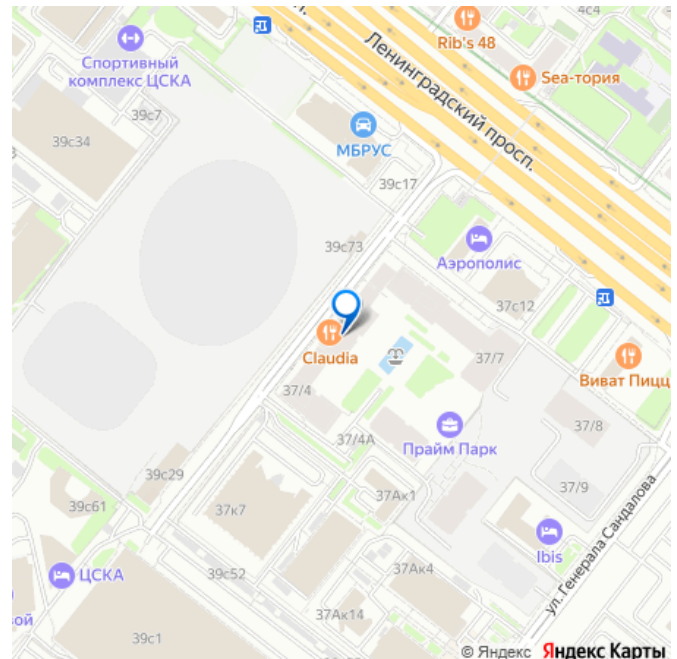 4с4
Rib's 48
л.
Ленинградский просп.
Спортивный
комплекс ЦСКА
Sea-тория
39с7
39с34
МБРУС
3
39с17
39с73
Аэрополис
37с12
Claudia
37/7
Виват Пицц
37/4
37/8
37/4А
Прайм Парк
39с29
37Ак1
37/9
39с61
37к7
ул. Генерала Сандалова
Ibis
ЦСКА
39с52
37Ак4
вой
37Ак14
39с1
© Яндекс Яндекс Карты